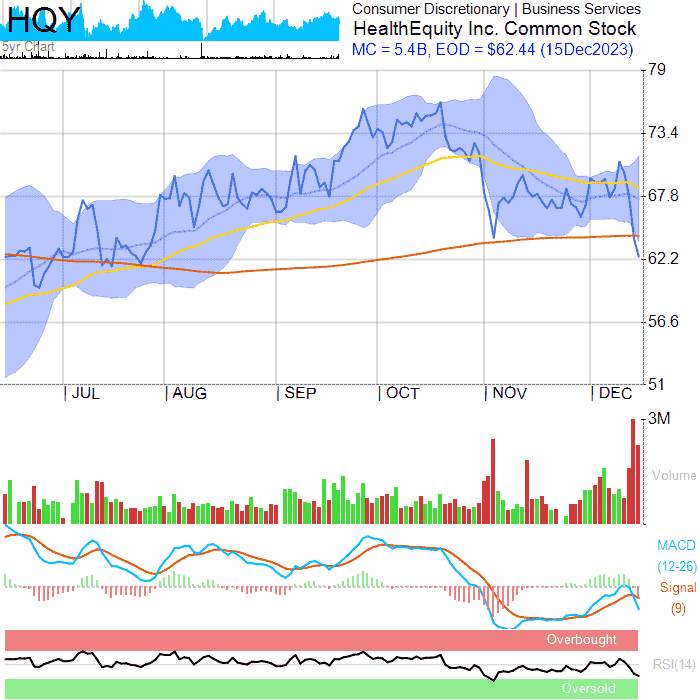 HQY
5yr Chart
Consumer Discretionary | Business Services
HealthEquity Inc. Common Stock
MC = 5.4B, EOD = $62.44 (15Dec2023)
79
73.4
67.8
62.2
56.6
51
JUL
AUG
SEP
OCT
NOV
DEC
3M
Volume
MACD
(12-26)
Signal
(9)
Overbought
RSI(14)
Oversold